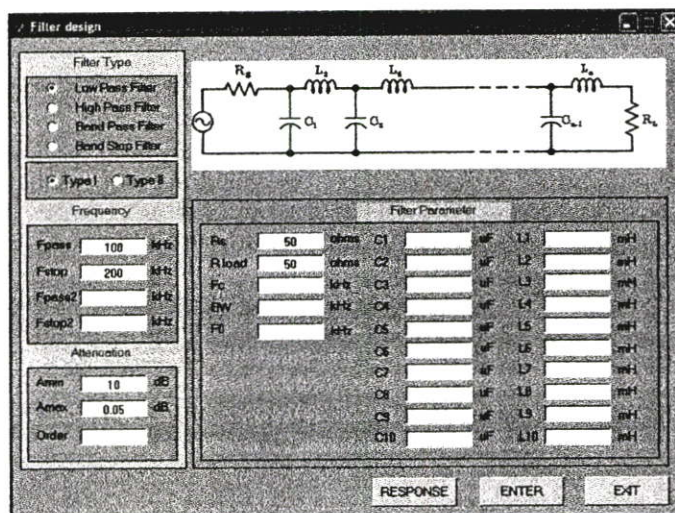 Filter design
Filter Type
Low Pass Filter
High Pass Filter
Band Pass Filter
Band Stop Filter
Type I Type II
Frequency
Fpass 100 kHz
Fstop 200 kHz
Fpass2 kHz
Fstop2 kHz
Attenuation
Amin 10 dB
Amax 0.05 dB
Order
R L L L
C C C R
Filter Parameter
Rs 50 ohms C1 uF L1 mH
R load 50 ohms C2 uF L2 mH
Fc kHz C3 uF L3 mH
BW kHz C4 uF L4 mH
F0 kHz C5 uF L5 mH
C6 uF L6 mH
C7 uF L7 mH
C8 uF L8 mH
C9 uF L9 mH
C10 uF L10 mH
RESPONSE ENTER EXIT